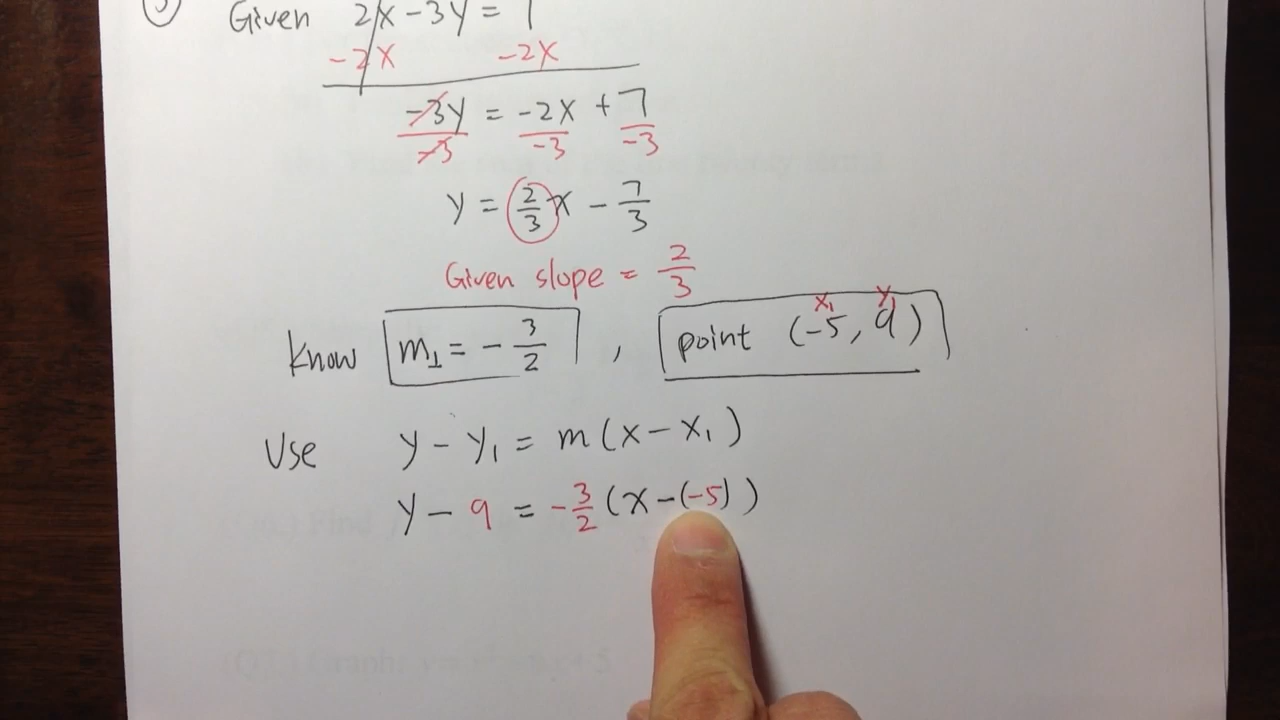 Given 2x - 3y = 7
-2x -2x
-3y = -2x + 7
-3 -3 -3
y = 2/3 x - 7/3
Given slope = 2/3
Know m⊥ = - 3/2 , point (-5, 9)
x₁ y₁
Use y - y₁ = m(x - x₁)
y - 9 = - 3/2 (x - (-5))